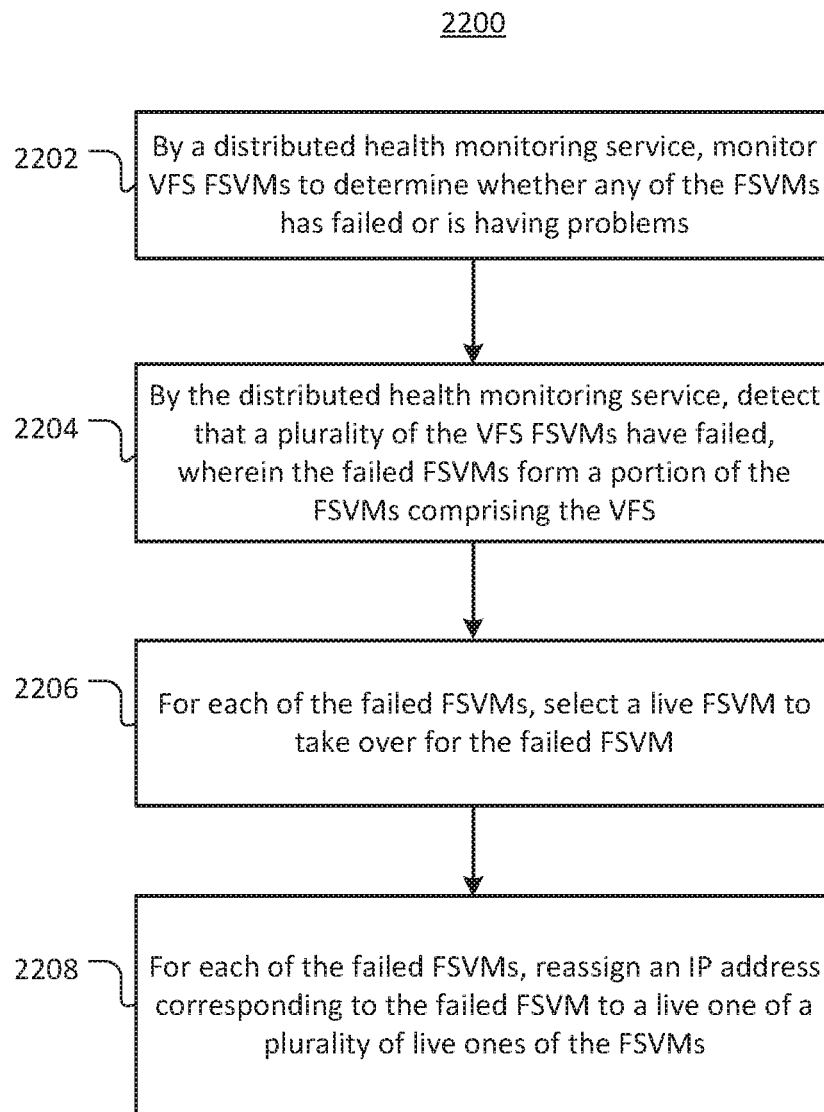 2200
2202
By a distributed health monitoring service, monitor
VFS FSVMs to determine whether any of the FSVMs
has failed or is having problems
2204
By the distributed health monitoring service, detect
that a plurality of the VFS FSVMs have failed,
wherein the failed FSVMs form a portion of the
FSVMs comprising the VFS
2206
For each of the failed FSVMs, select a live FSVM to
take over for the failed FSVM
2208
For each of the failed FSVMs, reassign an IP address
corresponding to the failed FSVM to a live one of a
plurality of live ones of the FSVMs